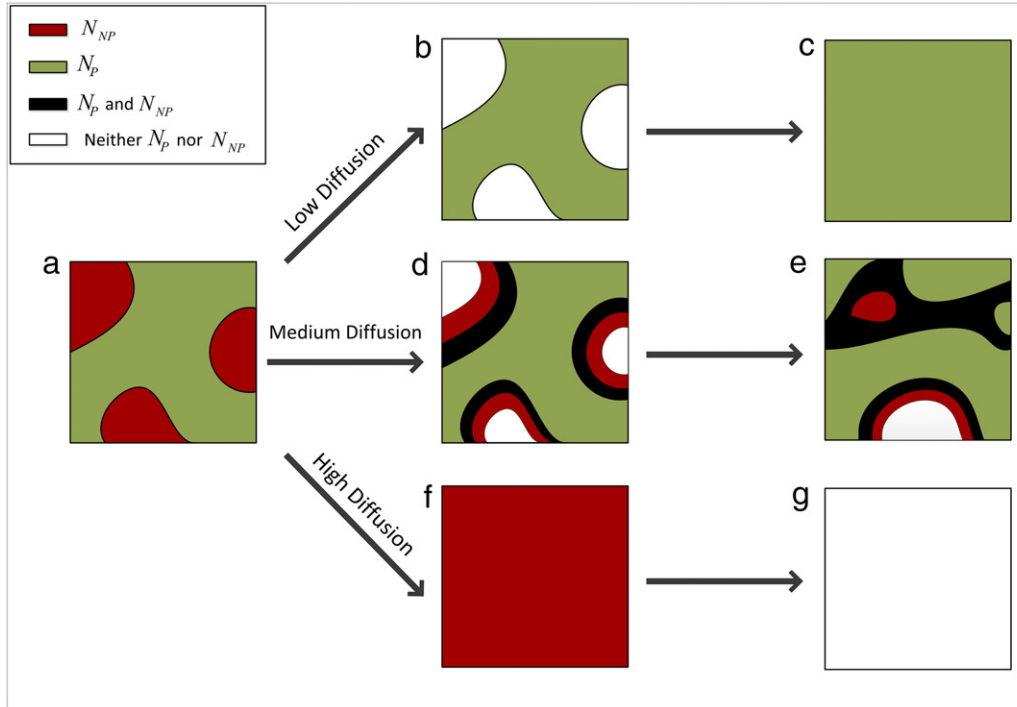 N_NP
N_P
N_P and N_NP
Neither N_P nor N_NP
b
c
Low Diffusion
a
d
e
Medium Diffusion
High Diffusion
f
g